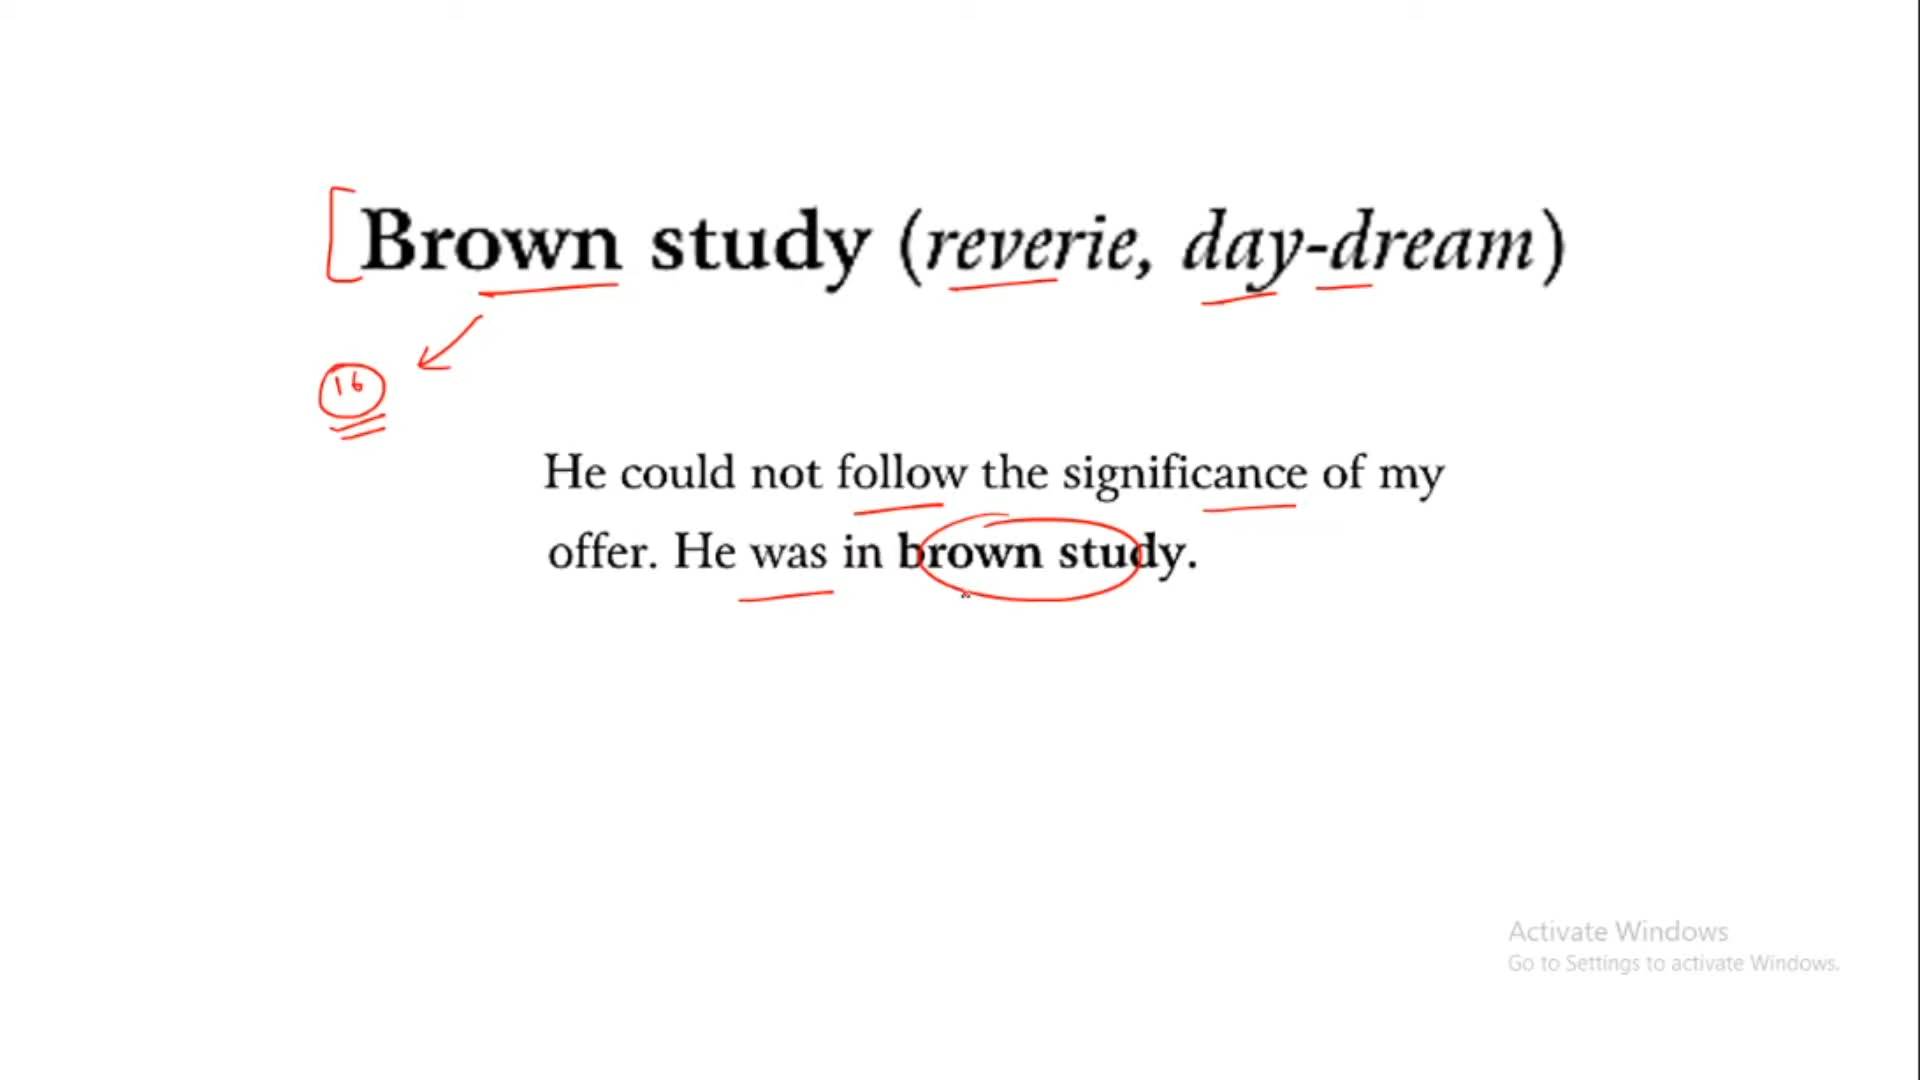 Brown study (reverie, day-dream)
16
He could not follow the significance of my
offer. He was in brown study.
Activate Windows
Go to Settings to activate Windows.